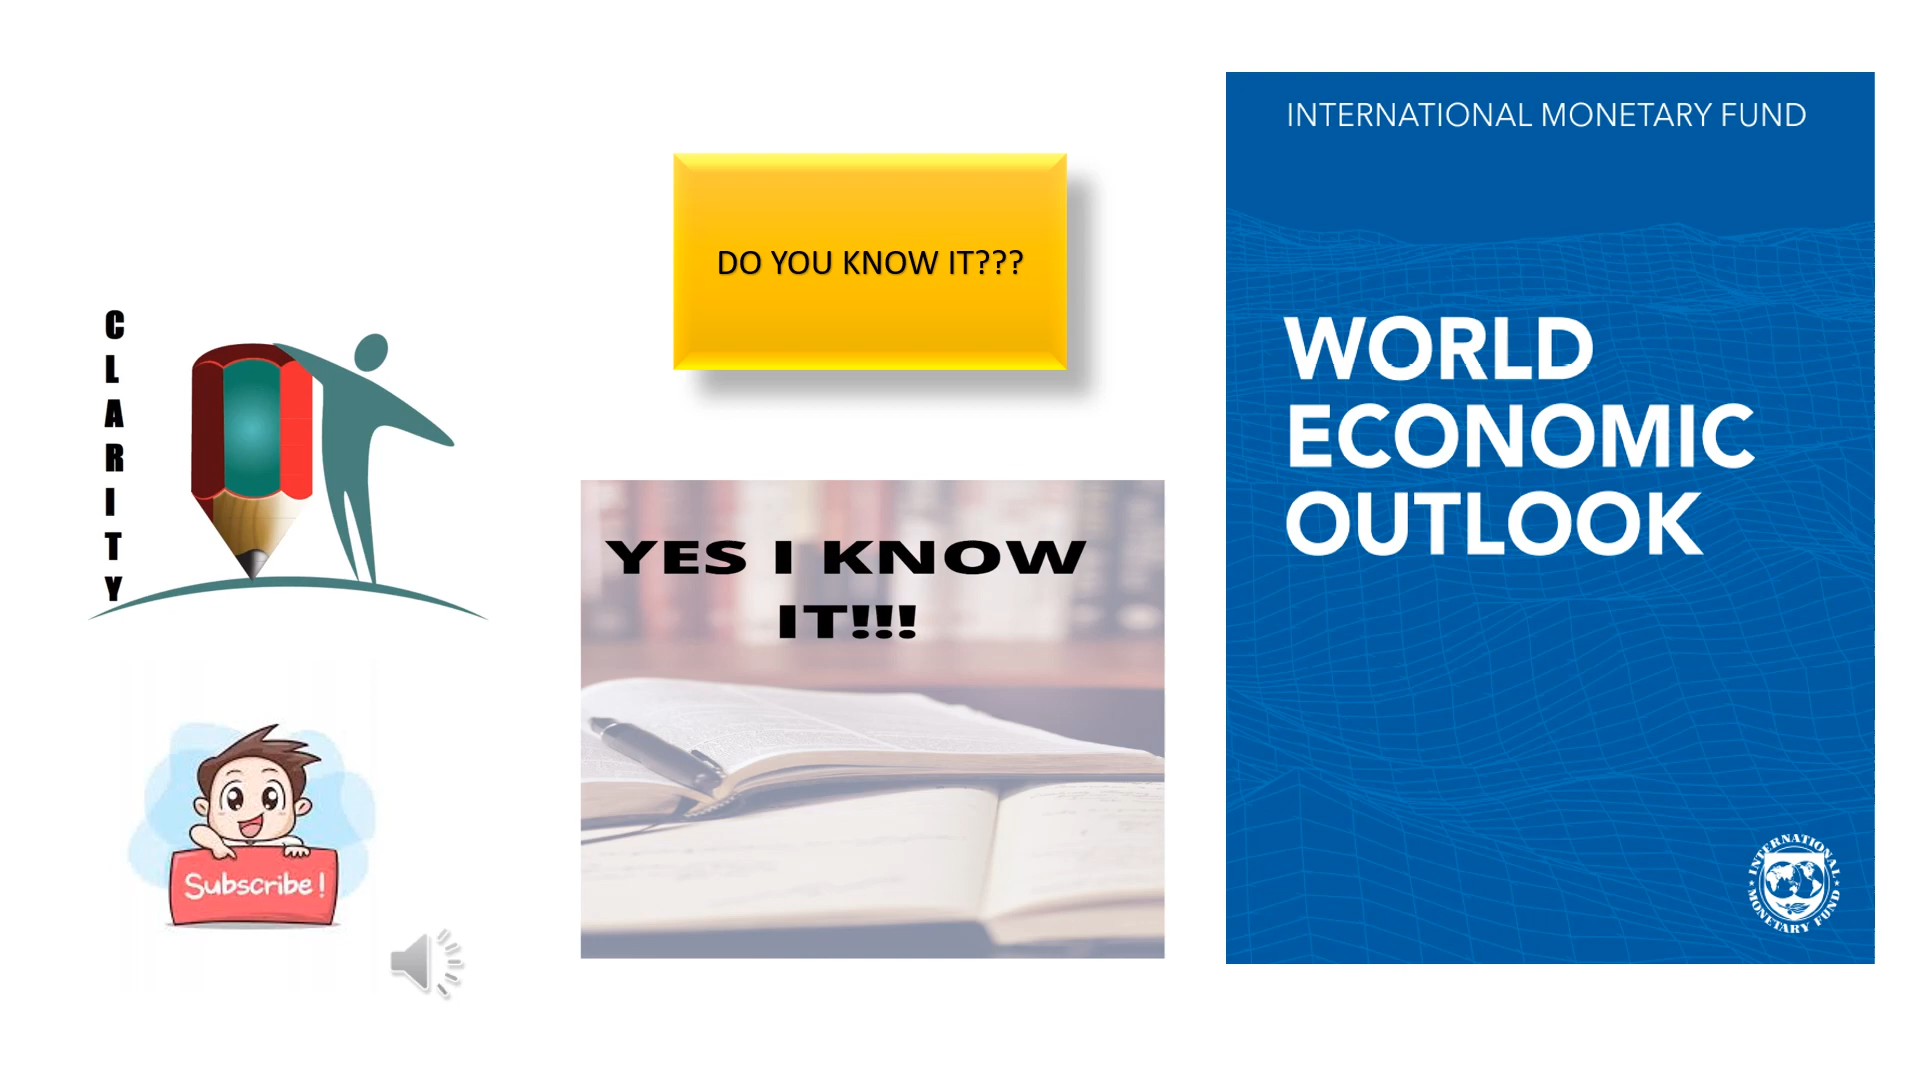 C
L
A
R
I
T
Y
Subscribe!
DO YOU KNOW IT???
YES I KNOW
IT!!!
INTERNATIONAL MONETARY FUND
WORLD
ECONOMIC
OUTLOOK
INTERNATIONAL
MONETARY FUND